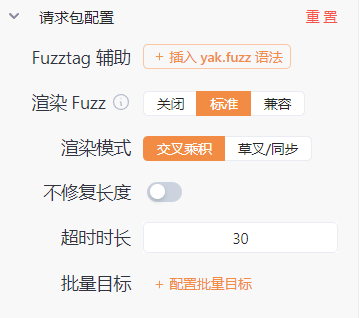 请求包配置 重置
Fuzztag 辅助 + 插入 yak.fuzz 语法
渲染 Fuzz 关闭 标准 兼容
渲染模式 交叉乘积 草叉/同步
不修复长度
超时时长 30
批量目标 + 配置批量目标